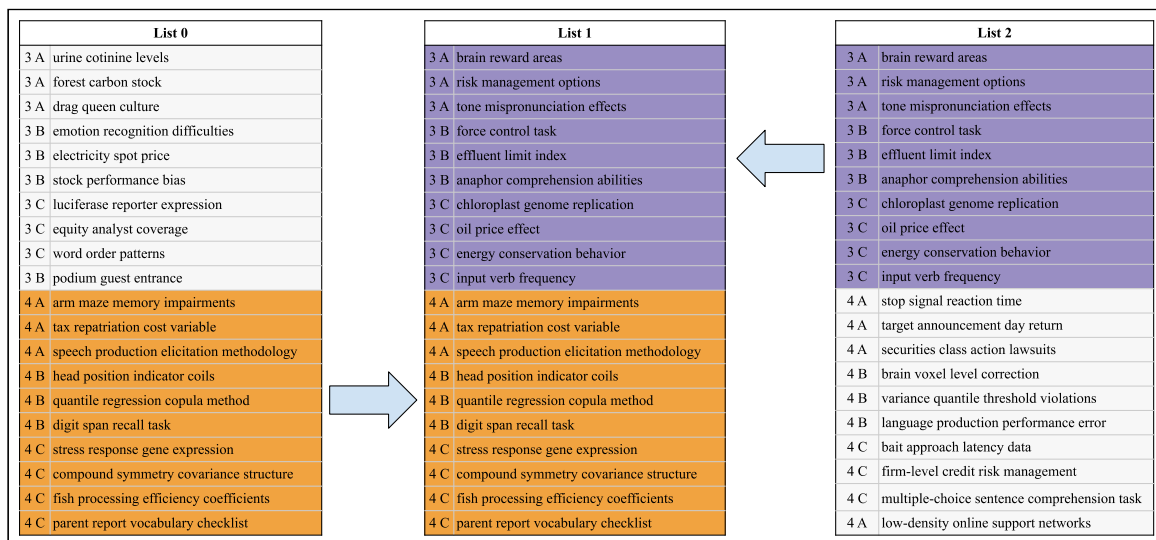 List 0
3 A urine cotinine levels
3 A forest carbon stock
3 A drag queen culture
3 B emotion recognition difficulties
3 B electricity spot price
3 B stock performance bias
3 C luciferase reporter expression
3 C equity analyst coverage
3 C word order patterns
3 B podium guest entrance
4 A arm maze memory impairments
4 A tax repatriation cost variable
4 A speech production elicitation methodology
4 B head position indicator coils
4 B quantile regression copula method
4 B digit span recall task
4 C stress response gene expression
4 C compound symmetry covariance structure
4 C fish processing efficiency coefficients
4 C parent report vocabulary checklist
List 1
3 A brain reward areas
3 A risk management options
3 A tone mispronunciation effects
3 B force control task
3 B effluent limit index
3 B anaphor comprehension abilities
3 C chloroplast genome replication
3 C oil price effect
3 C energy conservation behavior
3 C input verb frequency
4 A arm maze memory impairments
4 A tax repatriation cost variable
4 A speech production elicitation methodology
4 B head position indicator coils
4 B quantile regression copula method
4 B digit span recall task
4 C stress response gene expression
4 C compound symmetry covariance structure
4 C fish processing efficiency coefficients
4 C parent report vocabulary checklist
List 2
3 A brain reward areas
3 A risk management options
3 A tone mispronunciation effects
3 B force control task
3 B effluent limit index
3 B anaphor comprehension abilities
3 C chloroplast genome replication
3 C oil price effect
3 C energy conservation behavior
3 C input verb frequency
4 A stop signal reaction time
4 A target announcement day return
4 A securities class action lawsuits
4 B brain voxel level correction
4 B variance quantile threshold violations
4 B language production performance error
4 C bait approach latency data
4 C firm-level credit risk management
4 C multiple-choice sentence comprehension task
4 A low-density online support networks